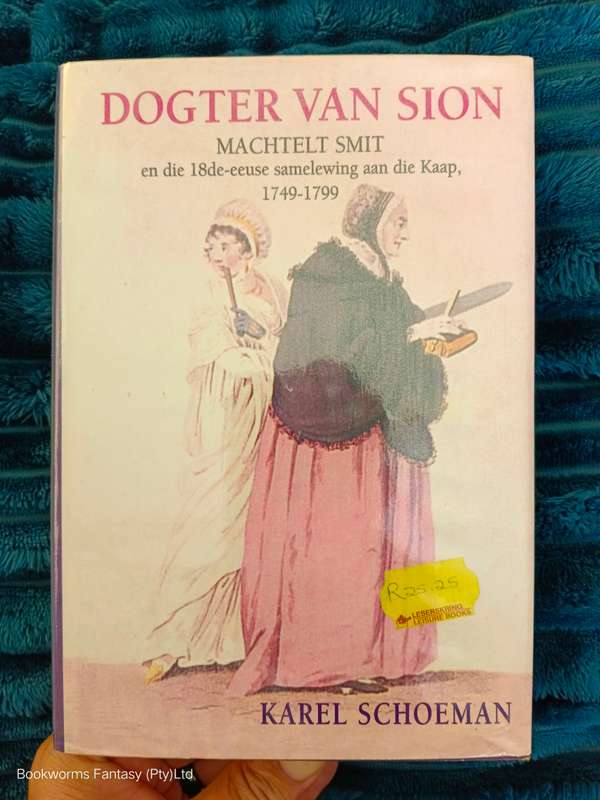 DOGTER VAN SION
MACHTELT SMIT
en die 18de-eeuse samelewing aan die Kaap,
1749-1799
R25.25
LESERSKRING
LEISURE BOOKS
KAREL SCHOEMAN
Bookworms Fantasy (Pty)Ltd